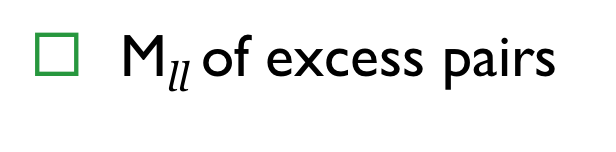 □ M_ll of excess pairs